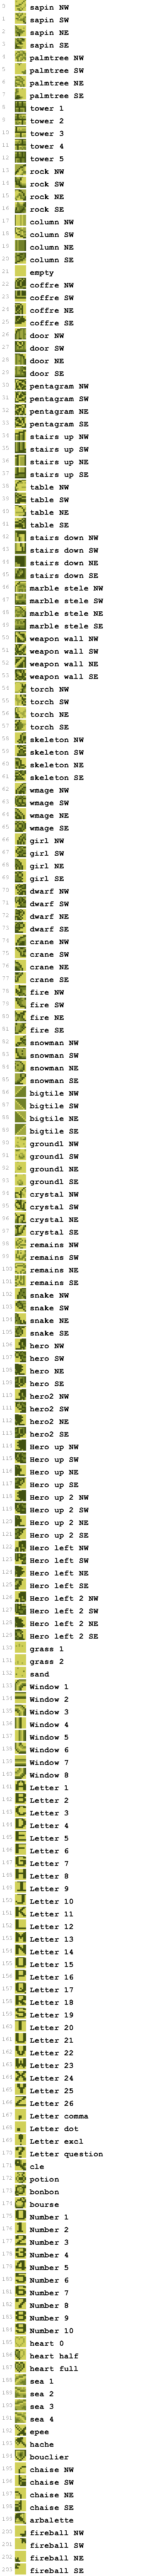 0 sapin NW
1 sapin SW
2 sapin NE
3 sapin SE
4 palmtree NW
5 palmtree SW
6 palmtree NE
7 palmtree SE
8 tower 1
9 tower 2
10 tower 3
11 tower 4
12 tower 5
13 rock NW
14 rock SW
15 rock NE
16 rock SE
17 column NW
18 column SW
19 column NE
20 column SE
21 empty
22 coffre NW
23 coffre SW
24 coffre NE
25 coffre SE
26 door NW
27 door SW
28 door NE
29 door SE
30 pentagram NW
31 pentagram SW
32 pentagram NE
33 pentagram SE
34 stairs up NW
35 stairs up SW
36 stairs up NE
37 stairs up SE
38 table NW
39 table SW
40 table NE
41 table SE
42 stairs down NW
43 stairs down SW
44 stairs down NE
45 stairs down SE
46 marble stele NW
47 marble stele SW
48 marble stele NE
49 marble stele SE
50 weapon wall NW
51 weapon wall SW
52 weapon wall NE
53 weapon wall SE
54 torch NW
55 torch SW
56 torch NE
57 torch SE
58 skeleton NW
59 skeleton SW
60 skeleton NE
61 skeleton SE
62 wmage NW
63 wmage SW
64 wmage NE
65 wmage SE
66 girl NW
67 girl SW
68 girl NE
69 girl SE
70 dwarf NW
71 dwarf SW
72 dwarf NE
73 dwarf SE
74 crane NW
75 crane SW
76 crane NE
77 crane SE
78 fire NW
79 fire SW
80 fire NE
81 fire SE
82 snowman NW
83 snowman SW
84 snowman NE
85 snowman SE
86 bigtile NW
87 bigtile SW
88 bigtile NE
89 bigtile SE
90 ground1 NW
91 ground1 SW
92 ground1 NE
93 ground1 SE
94 crystal NW
95 crystal SW
96 crystal NE
97 crystal SE
98 remains NW
99 remains SW
100 remains NE
101 remains SE
102 snake NW
103 snake SW
104 snake NE
105 snake SE
106 hero NW
107 hero SW
108 hero NE
109 hero SE
110 hero2 NW
111 hero2 SW
112 hero2 NE
113 hero2 SE
114 Hero up NW
115 Hero up SW
116 Hero up NE
117 Hero up SE
118 Hero up 2 NW
119 Hero up 2 SW
120 Hero up 2 NE
121 Hero up 2 SE
122 Hero left NW
123 Hero left SW
124 Hero left NE
125 Hero left SE
126 Hero left 2 NW
127 Hero left 2 SW
128 Hero left 2 NE
129 Hero left 2 SE
130 grass 1
131 grass 2
132 sand
133 Window 1
134 Window 2
135 Window 3
136 Window 4
137 Window 5
138 Window 6
139 Window 7
140 Window 8
141 A Letter 1
142 B Letter 2
143 C Letter 3
144 D Letter 4
145 E Letter 5
146 F Letter 6
147 G Letter 7
148 H Letter 8
149 I Letter 9
150 J Letter 10
151 K Letter 11
152 L Letter 12
153 M Letter 13
154 N Letter 14
155 O Letter 15
156 P Letter 16
157 Q Letter 17
158 R Letter 18
159 S Letter 19
160 T Letter 20
161 U Letter 21
162 V Letter 22
163 W Letter 23
164 X Letter 24
165 Y Letter 25
166 Z Letter 26
167 , Letter comma
168 . Letter dot
169 ! Letter excl
170 ? Letter question
171 cle
172 potion
173 bonbon
174 bourse
175 0 Number 1
176 1 Number 2
177 2 Number 3
178 3 Number 4
179 4 Number 5
180 5 Number 6
181 6 Number 7
182 7 Number 8
183 8 Number 9
184 9 Number 10
185 heart 0
186 heart half
187 heart full
188 sea 1
189 sea 2
190 sea 3
191 sea 4
192 epee
193 hache
194 bouclier
195 chaise NW
196 chaise SW
197 chaise NE
198 chaise SE
199 arbalette
200 fireball NW
201 fireball SW
202 fireball NE
203 fireball SE